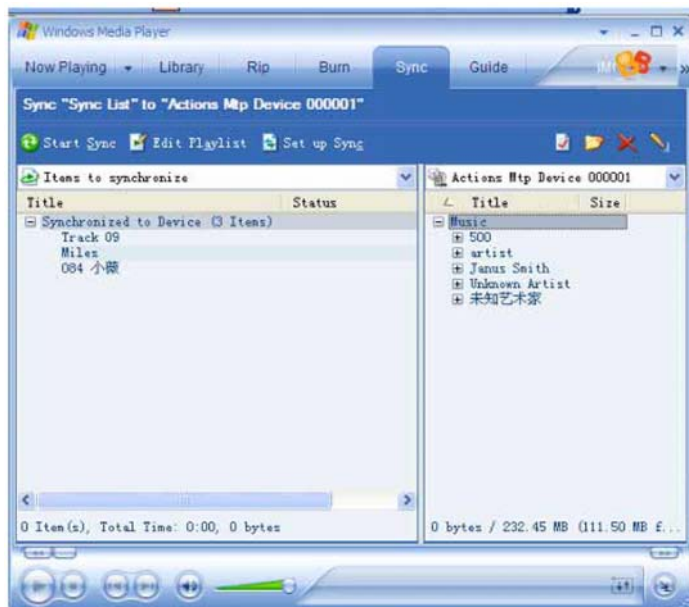 Windows Media Player
Now Playing Library Rip Burn Sync Guide
Sync "Sync List" to "Actions Mtp Device 000001"
Start Sync Edit Playlist Set up Sync
Items to synchronize
Title Status
Synchronized to Device (3 Items)
Track 09
Miles
084 小薇
0 Item(s), Total Time: 0:00, 0 bytes
Actions Mtp Device 000001
Title Size
Music
500
artist
Janus Smith
Unknown Artist
未知艺术家
0 bytes / 232.45 MB (111.50 MB f...